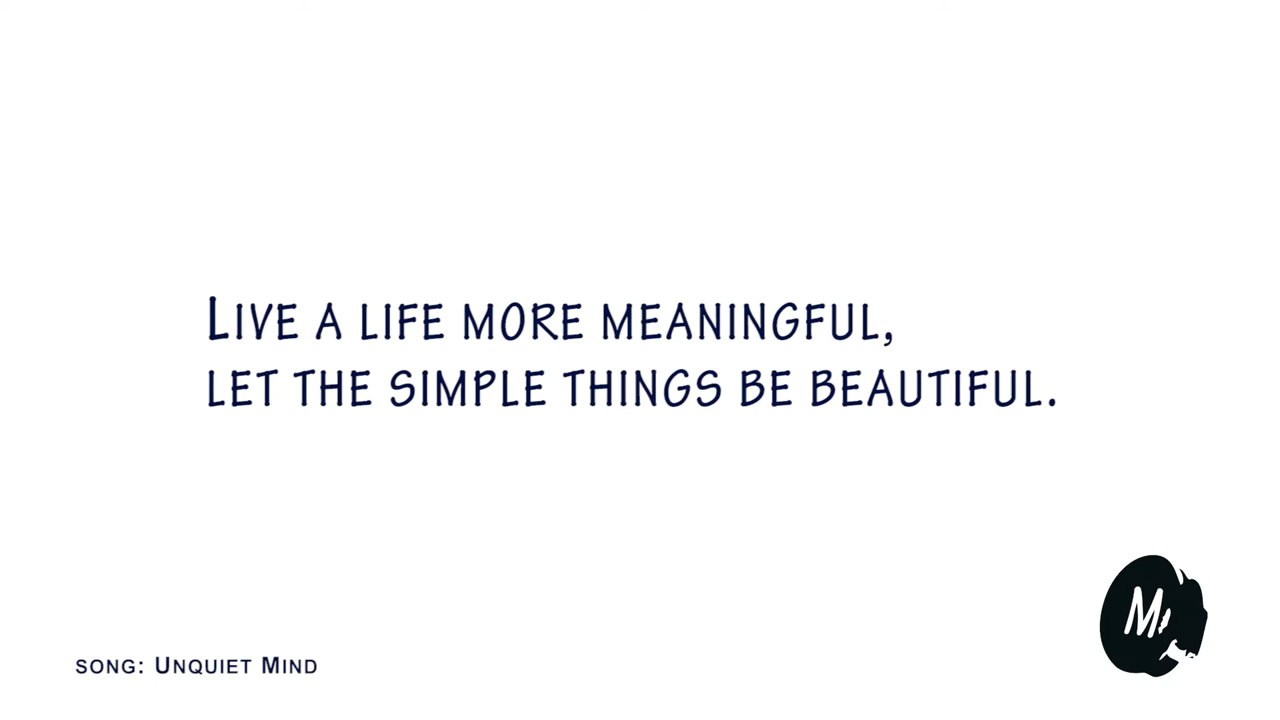 Live a life more meaningful,
let the simple things be beautiful.
M
song: Unquiet Mind